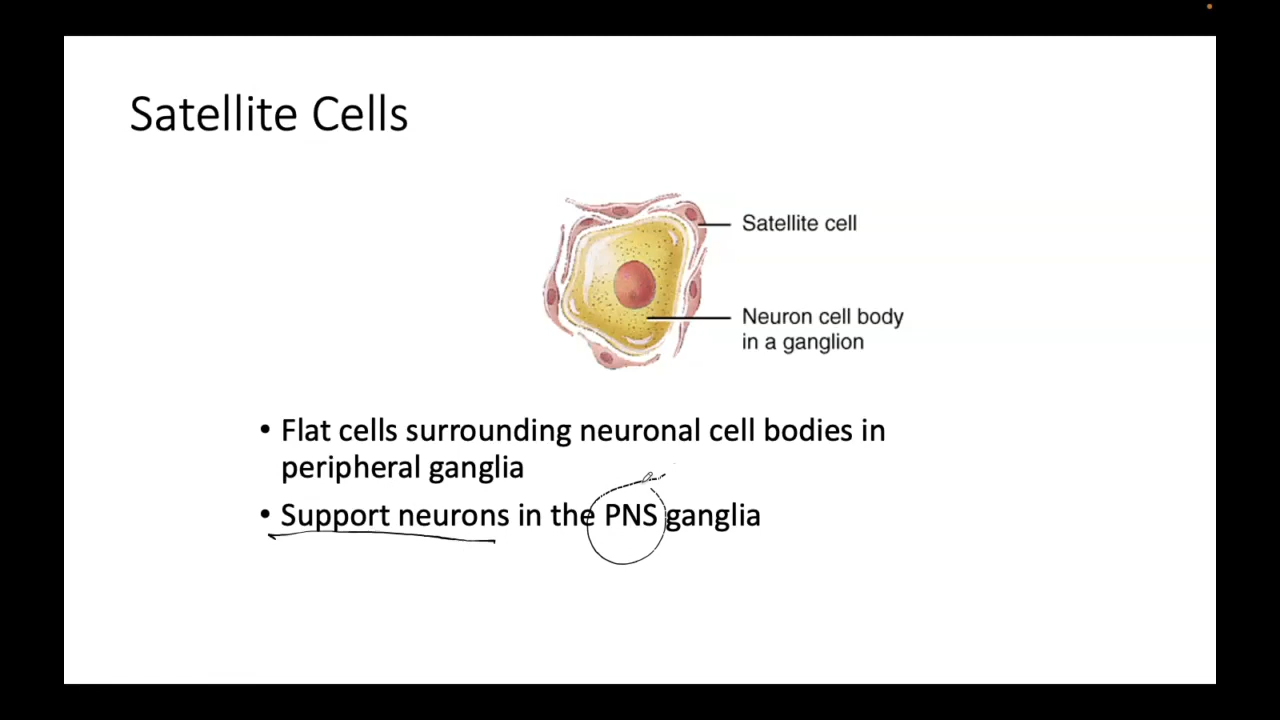 Satellite Cells
Satellite cell
Neuron cell body
in a ganglion
• Flat cells surrounding neuronal cell bodies in
peripheral ganglia
• Support neurons in the PNS ganglia